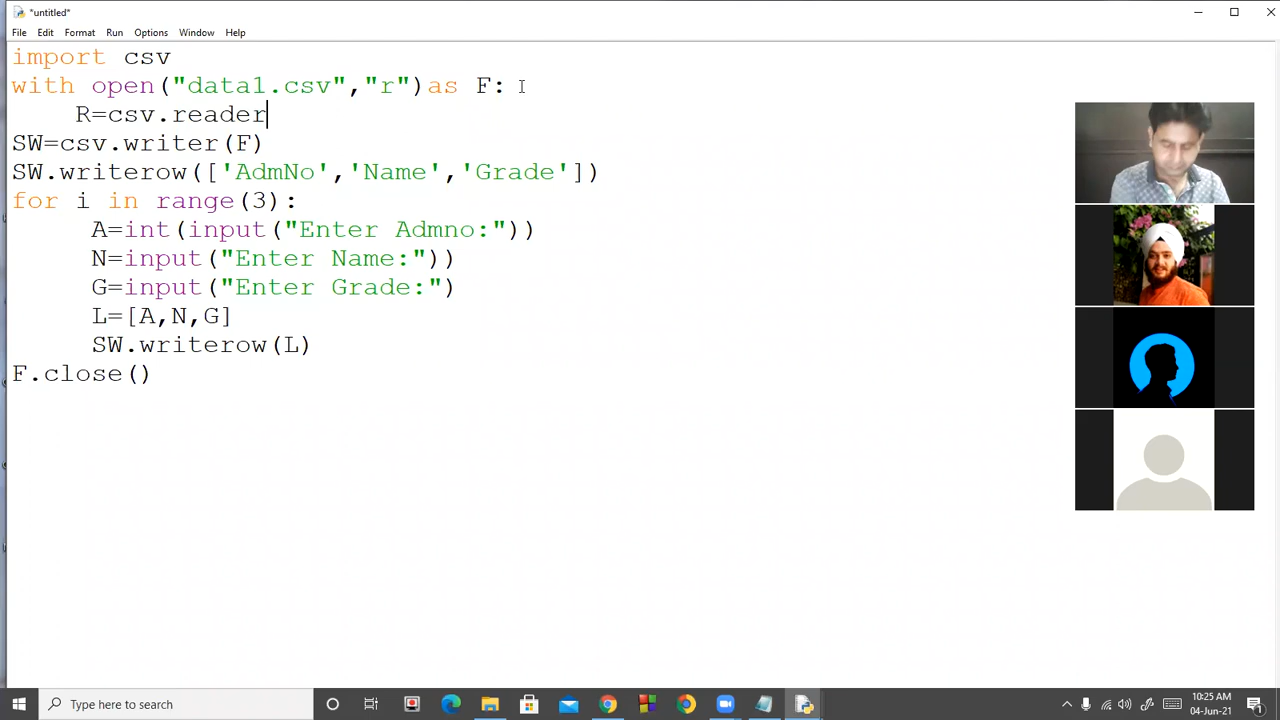 *untitled*
File Edit Format Run Options Window Help
import csv
with open("data1.csv","r")as F:
R=csv.reader
SW=csv.writer(F)
SW.writerow(['AdmNo','Name','Grade'])
for i in range(3):
A=int(input("Enter Admno:"))
N=input("Enter Name:"))
G=input("Enter Grade:")
L=[A,N,G]
SW.writerow(L)
F.close()
Type here to search
10:25 AM
04-Jun-21
1